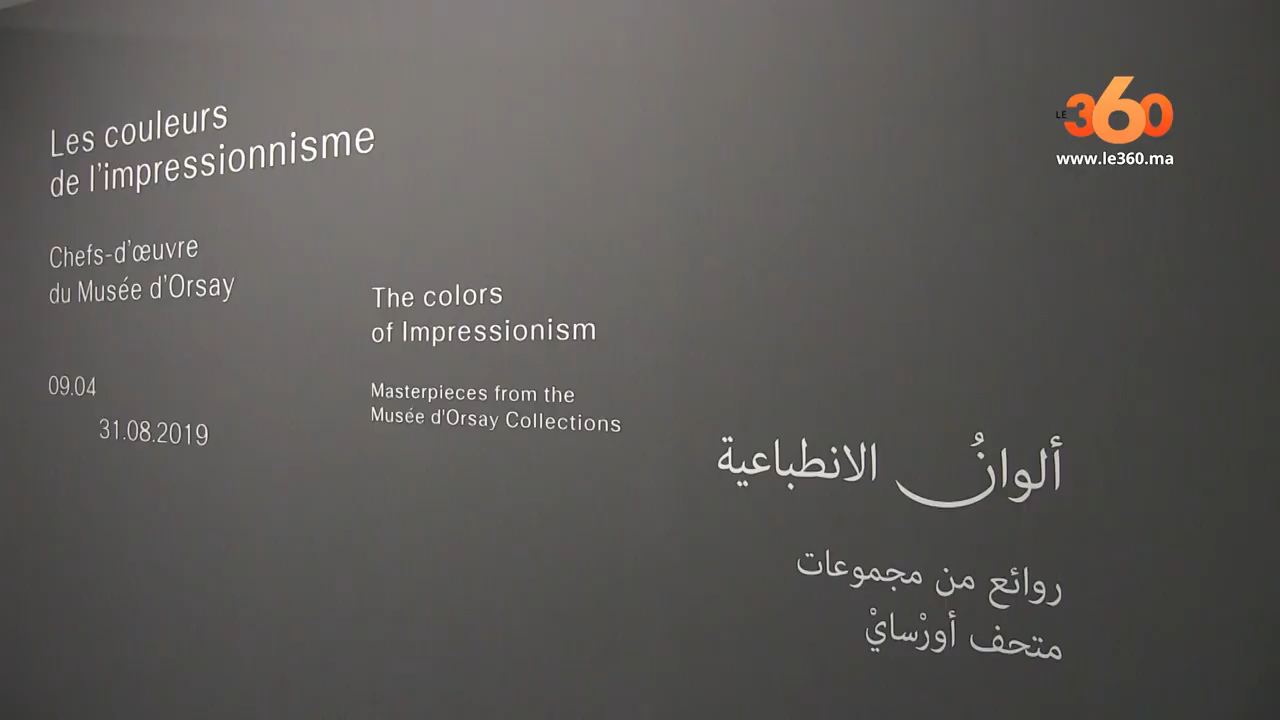 Les couleurs
de l'impressionnisme
Chefs-d'œuvre
du Musée d'Orsay
09.04
31.08.2019
The colors
of Impressionism
Masterpieces from the
Musée d'Orsay Collections
ألوانُ الانطباعية
روائع من مجموعات
متحف أورْسايْ
LE 360
www.le360.ma